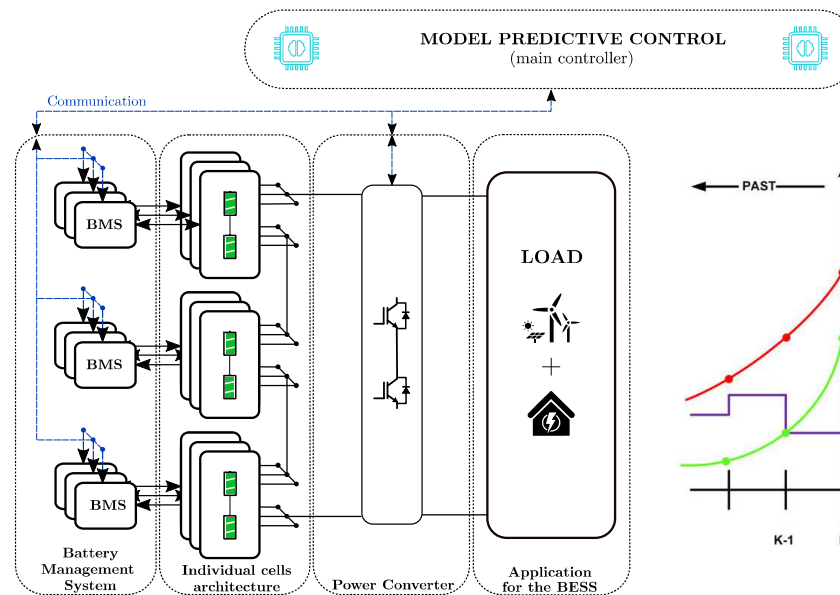 MODEL PREDICTIVE CONTROL
(main controller)
Communication
PAST
BMS
LOAD
BMS
+
BMS
K-1
Battery
Management
System
Individual cells
architecture
Power Converter
Application
for the BESS